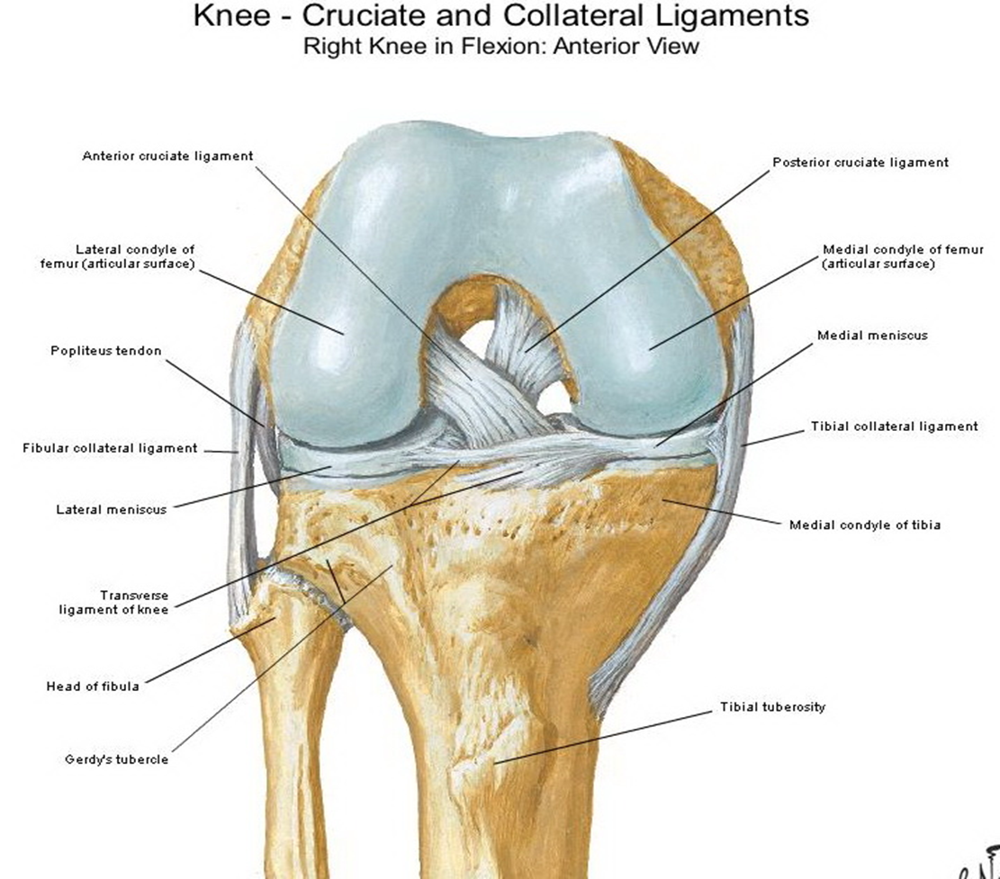 Knee - Cruciate and Collateral Ligaments
Right Knee in Flexion: Anterior View
Anterior cruciate ligament
Posterior cruciate ligament
Lateral condyle of
femur (articular surface)
Medial condyle of femur
(articular surface)
Popliteus tendon
Medial meniscus
Fibular collateral ligament
Tibial collateral ligament
Lateral meniscus
Medial condyle of tibia
Transverse
ligament of knee
Head of fibula
Tibial tuberosity
Gerdy's tubercle